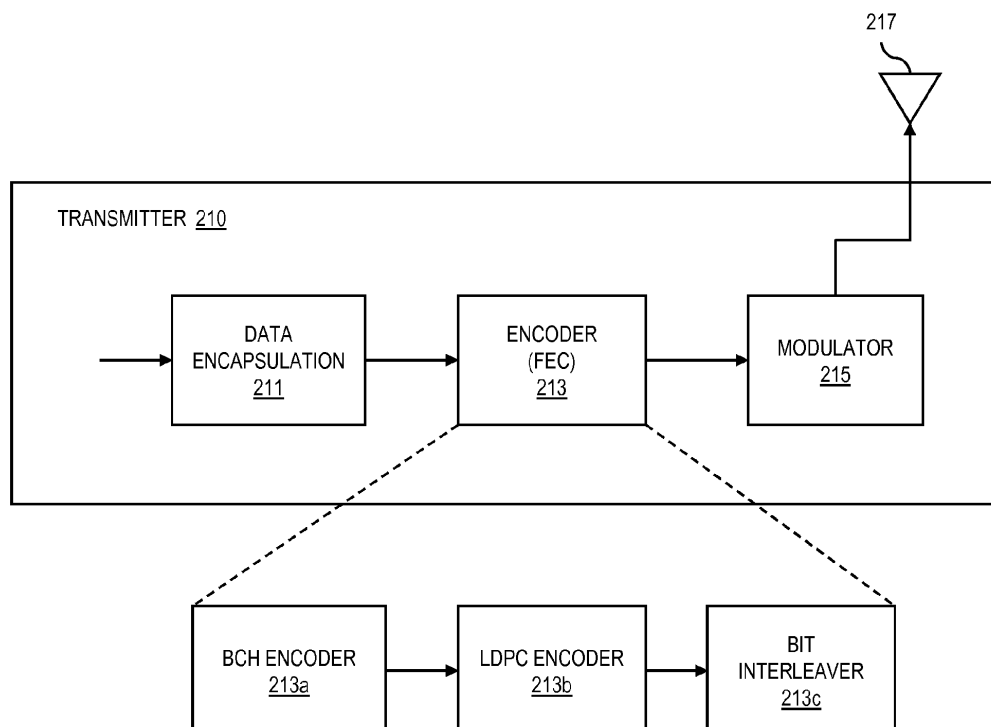 217
TRANSMITTER 210
DATA
ENCAPSULATION
211
ENCODER
(FEC)
213
MODULATOR
215
BCH ENCODER
213a
LDPC ENCODER
213b
BIT
INTERLEAVER
213c